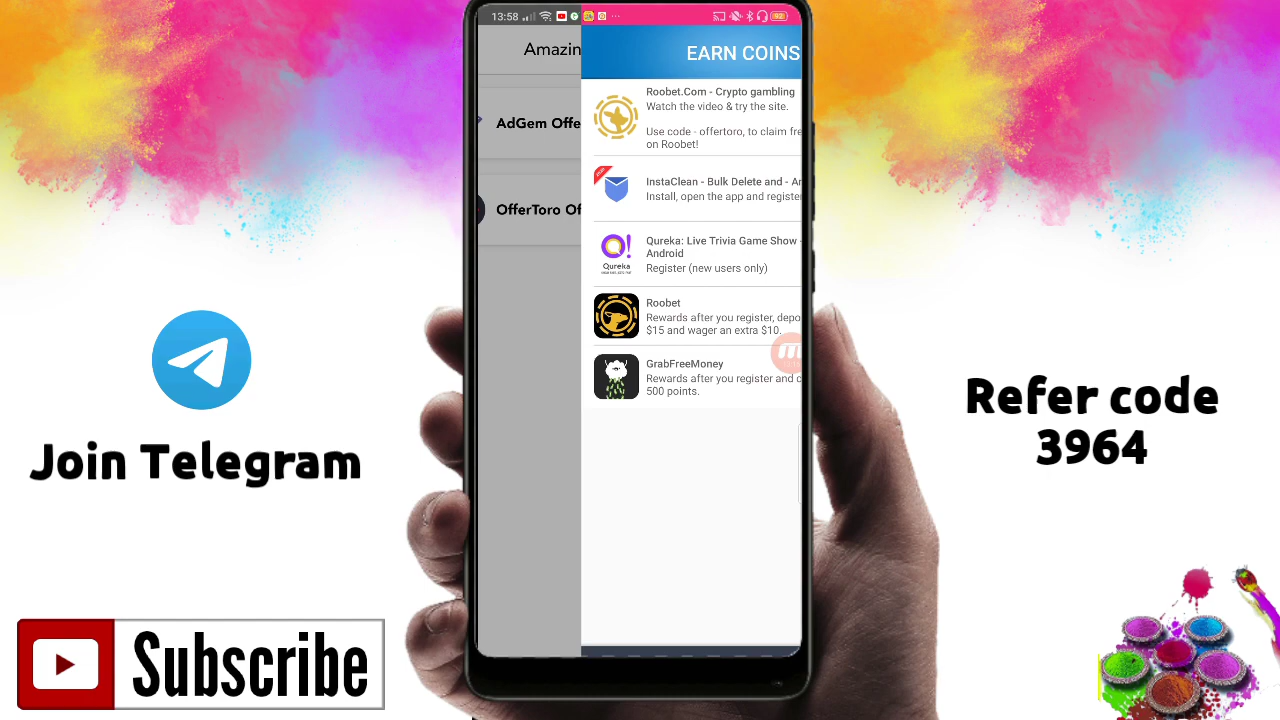 13:58
Amazin
AdGem Offe
OfferToro Of
EARN COINS
Roobet.Com - Crypto gambling
Watch the video & try the site.
Use code - offertoro, to claim fre
on Roobet!
InstaClean - Bulk Delete and - An
Install, open the app and register
Qureka: Live Trivia Game Show -
Android
Register (new users only)
Qureka
Roobet
Rewards after you register, depo
$15 and wager an extra $10.
GrabFreeMoney
Rewards after you register and c
500 points.
Join Telegram
Refer code
3964
Subscribe